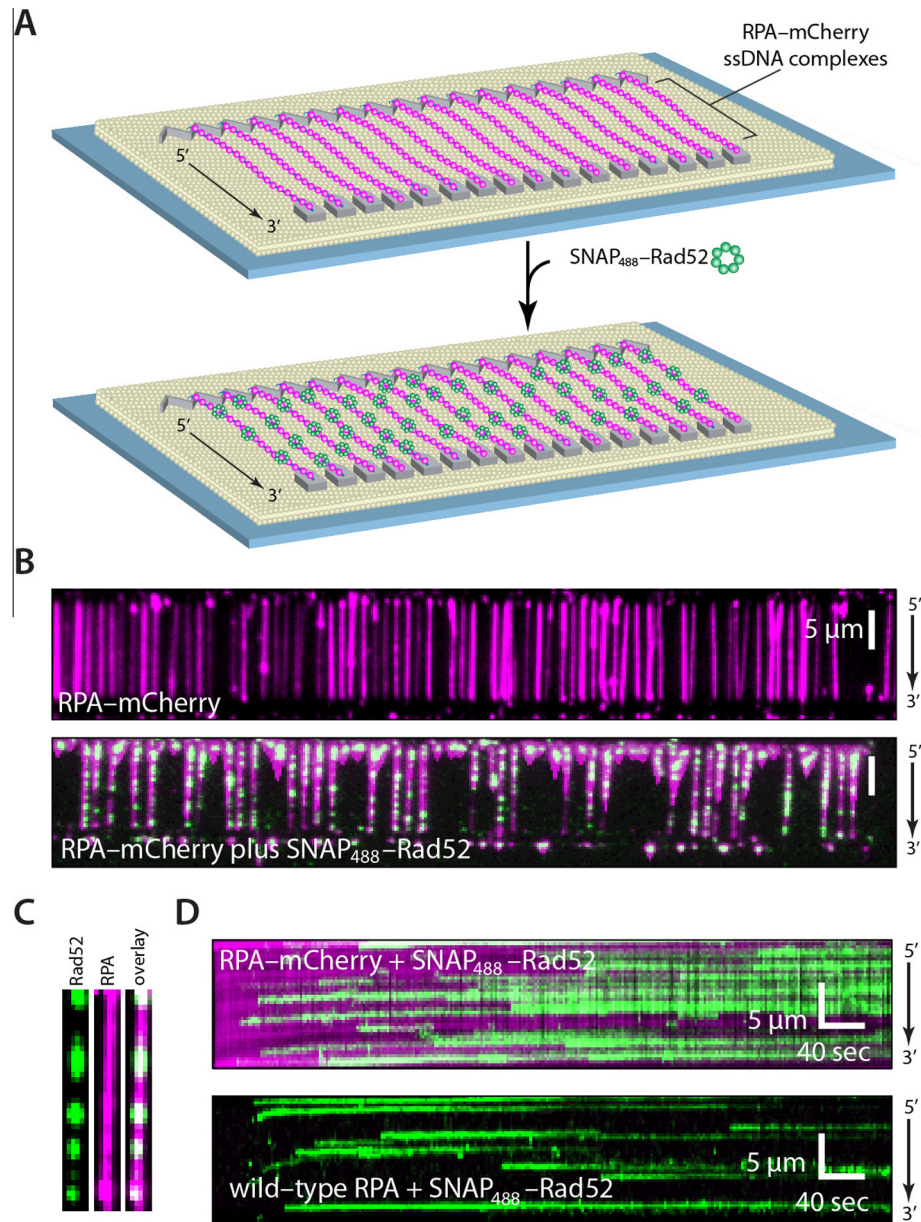 A
RPA–mCherry
ssDNA complexes
5′
3′
SNAP₄₈₈–Rad52
5′
3′
B
5 µm
5′
RPA–mCherry
3′
5′
RPA–mCherry plus SNAP₄₈₈–Rad52
3′
C
Rad52
RPA
overlay
D
RPA–mCherry + SNAP₄₈₈–Rad52
5′
5 µm
40 sec
3′
5′
5 µm
wild–type RPA + SNAP₄₈₈–Rad52
40 sec
3′